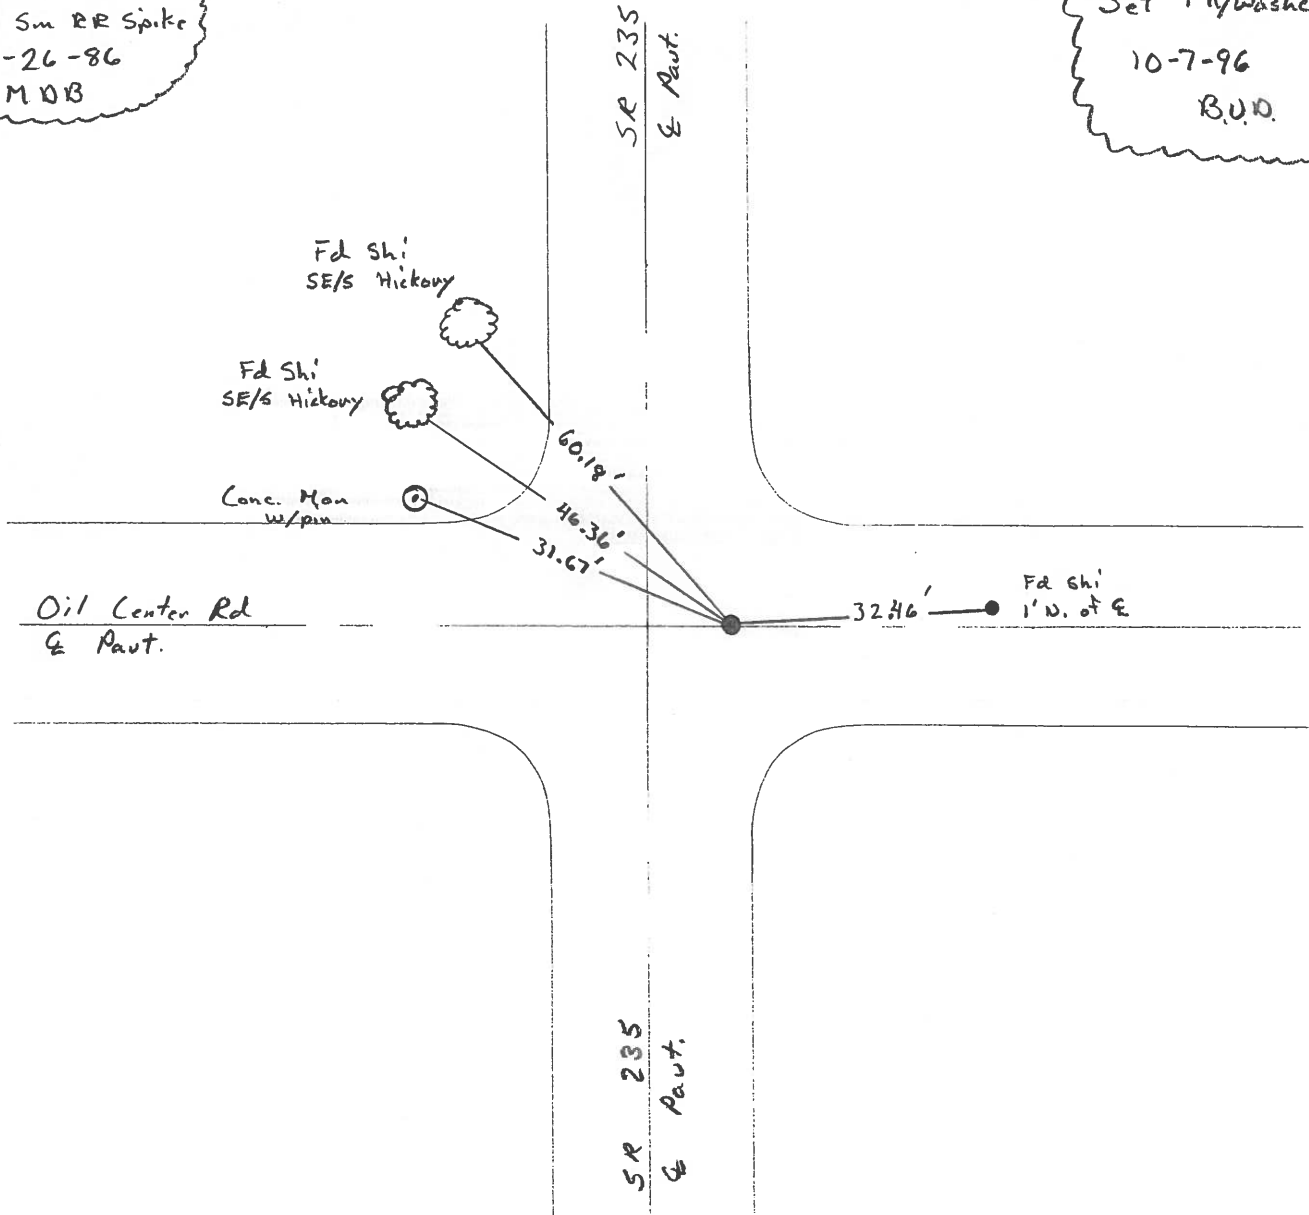 Sm RR Spike
-26-86
MDB
Set
10-7-96
B.U.D.
SR 235
℄ Pavt.
Fd Shi
SE/S Hickory
Fd Shi
SE/S Hickory
60.18'
Conc. Mon
w/pin
46.36'
31.67'
Oil Center Rd
℄ Pavt.
32.46'
Fd Shi
1' N. of ℄
SR 235
℄ Pavt.